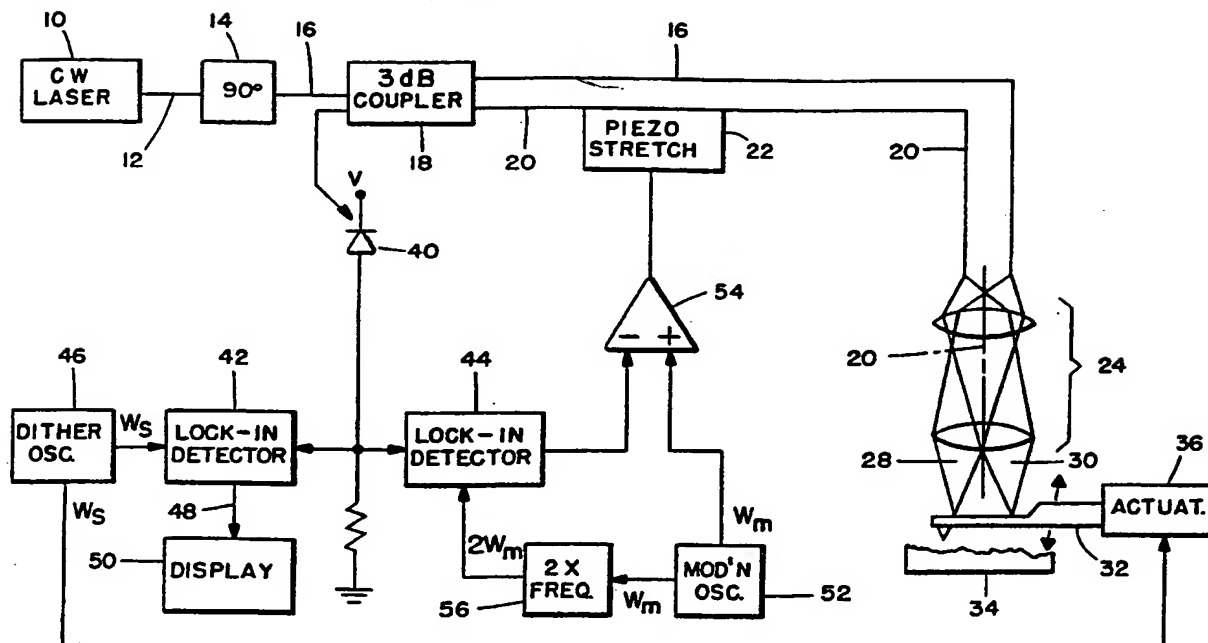 10
14
16
16
CW
LASER
90°
3 dB
COUPLER
12
18
20
PIEZO
STRETCH
22
20
V
40
54
- +
46
42
44
20
24
DITHER
OSC.
Ws
LOCK-IN
DETECTOR
LOCK-IN
DETECTOR
28
30
36
ACTUAT.
Ws
48
Wm
32
50
DISPLAY
2Wm
2X
FREQ.
Wm
MOD'N
OSC.
52
56
34